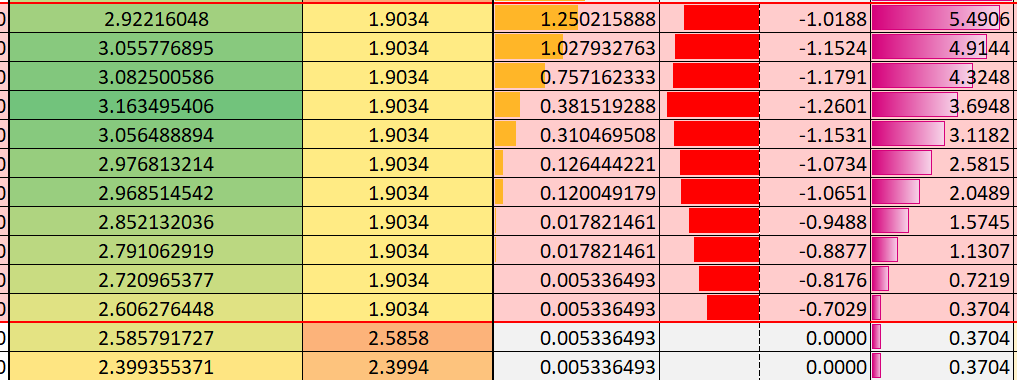 2.92216048 1.9034 1.250215888 -1.0188 5.4906
3.055776895 1.9034 1.027932763 -1.1524 4.9144
3.082500586 1.9034 0.757162333 -1.1791 4.3248
3.163495406 1.9034 0.381519288 -1.2601 3.6948
3.056488894 1.9034 0.310469508 -1.1531 3.1182
2.976813214 1.9034 0.126444221 -1.0734 2.5815
2.968514542 1.9034 0.120049179 -1.0651 2.0489
2.852132036 1.9034 0.017821461 -0.9488 1.5745
2.791062919 1.9034 0.017821461 -0.8877 1.1307
2.720965377 1.9034 0.005336493 -0.8176 0.7219
2.606276448 1.9034 0.005336493 -0.7029 0.3704
2.585791727 2.5858 0.005336493 0.0000 0.3704
2.399355371 2.3994 0.005336493 0.0000 0.3704